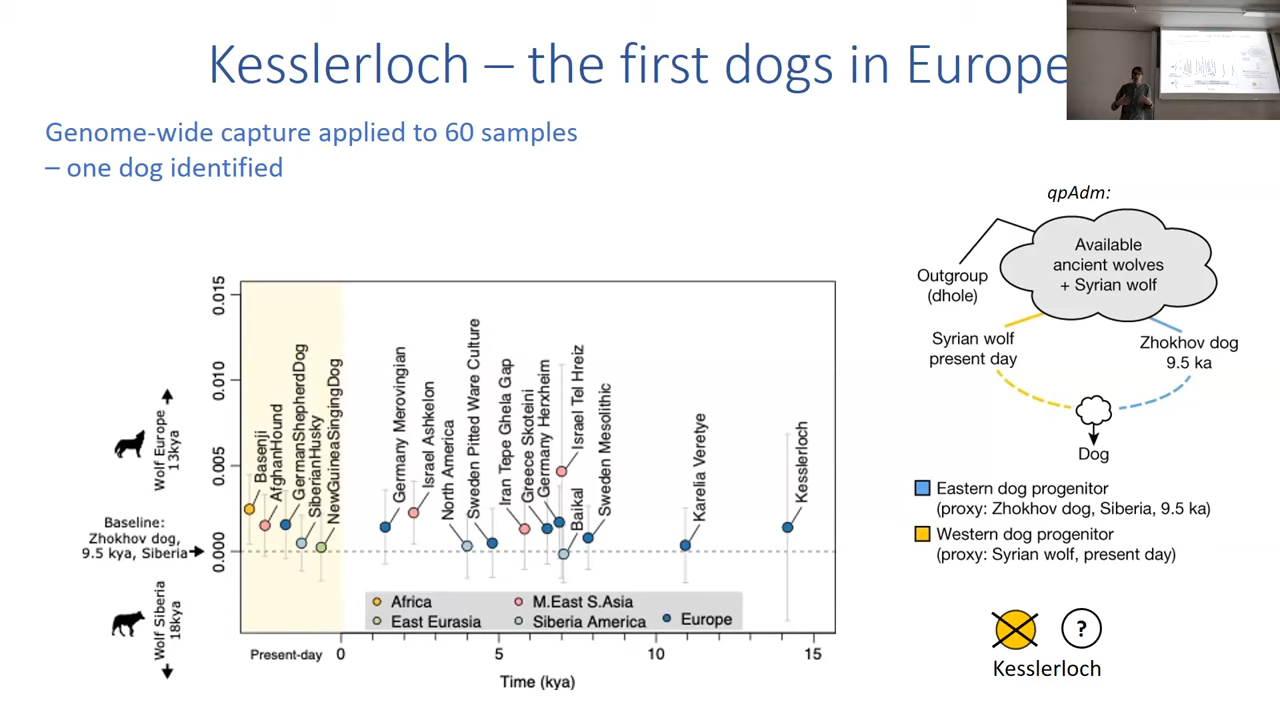 Kesslerloch – the first dogs in Europe
Genome-wide capture applied to 60 samples
– one dog identified
qpAdm:
Available
ancient wolves
+ Syrian wolf
Outgroup
(dhole)
Syrian wolf
present day
Zhokhov dog
9.5 ka
Dog
Eastern dog progenitor
(proxy: Zhokhov dog, Siberia, 9.5 ka)
Western dog progenitor
(proxy: Syrian wolf, present day)
?
Kesslerloch
Wolf Europe
13kya
Baseline:
Zhokhov dog,
9.5 kya, Siberia
Wolf Siberia
18kya
0.015
0.010
0.005
0.000
Basenji
AfghanHound
GermanShepherdDog
SiberianHusky
NewGuineaSingingDog
Germany Merovingian
Israel Ashkelon
North America
Sweden Pitted Ware Culture
Iran Tepe Ghela Gap
Greece Skoteini
Germany Herxheim
Israel Tel Hreiz
Baikal
Sweden Mesolithic
Karelia Veretye
Kesslerloch
Africa
M.East S.Asia
East Eurasia
Siberia America
Europe
Present-day
0
5
10
15
Time (kya)